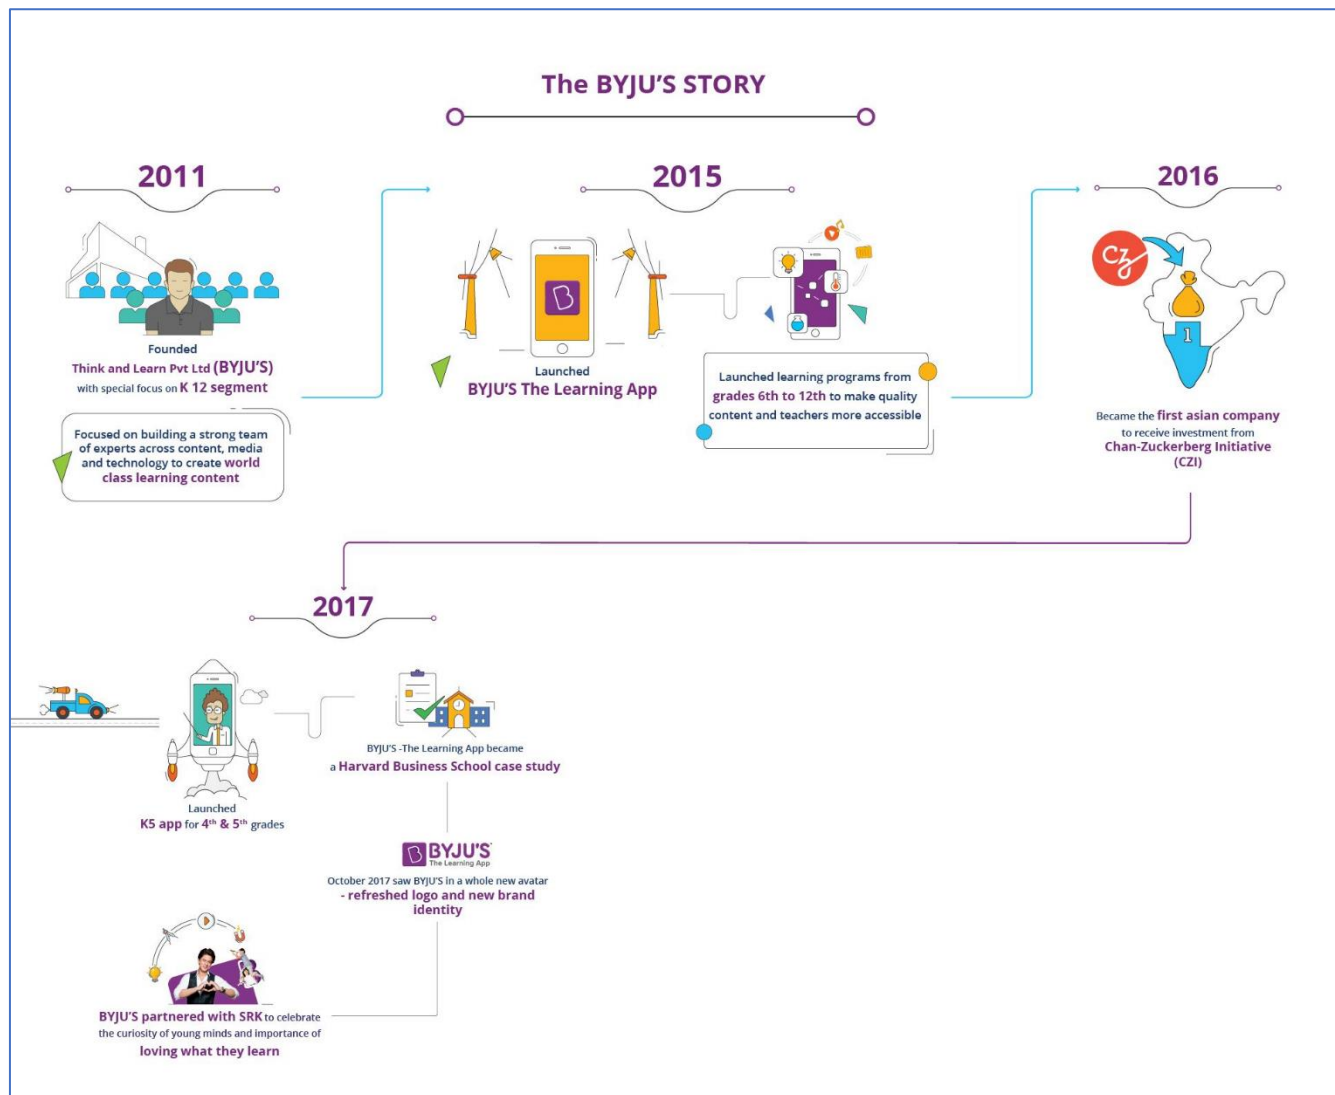 The BYJU'S STORY
2011
Founded
Think and Learn Pvt Ltd (BYJU'S)
with special focus on K 12 segment
Focused on building a strong team
of experts across content, media
and technology to create world
class learning content
2015
Launched
BYJU'S The Learning App
Launched learning programs from
grades 6th to 12th to make quality
content and teachers more accessible
2016
Cz
1
Became the first asian company
to receive investment from
Chan-Zuckerberg Initiative
(CZI)
2017
Launched
K5 app for 4th & 5th grades
BYJU'S -The Learning App became
a Harvard Business School case study
B BYJU'S
The Learning App
October 2017 saw BYJU'S in a whole new avatar
- refreshed logo and new brand
identity
BYJU'S partnered with SRK to celebrate
the curiosity of young minds and importance of
loving what they learn